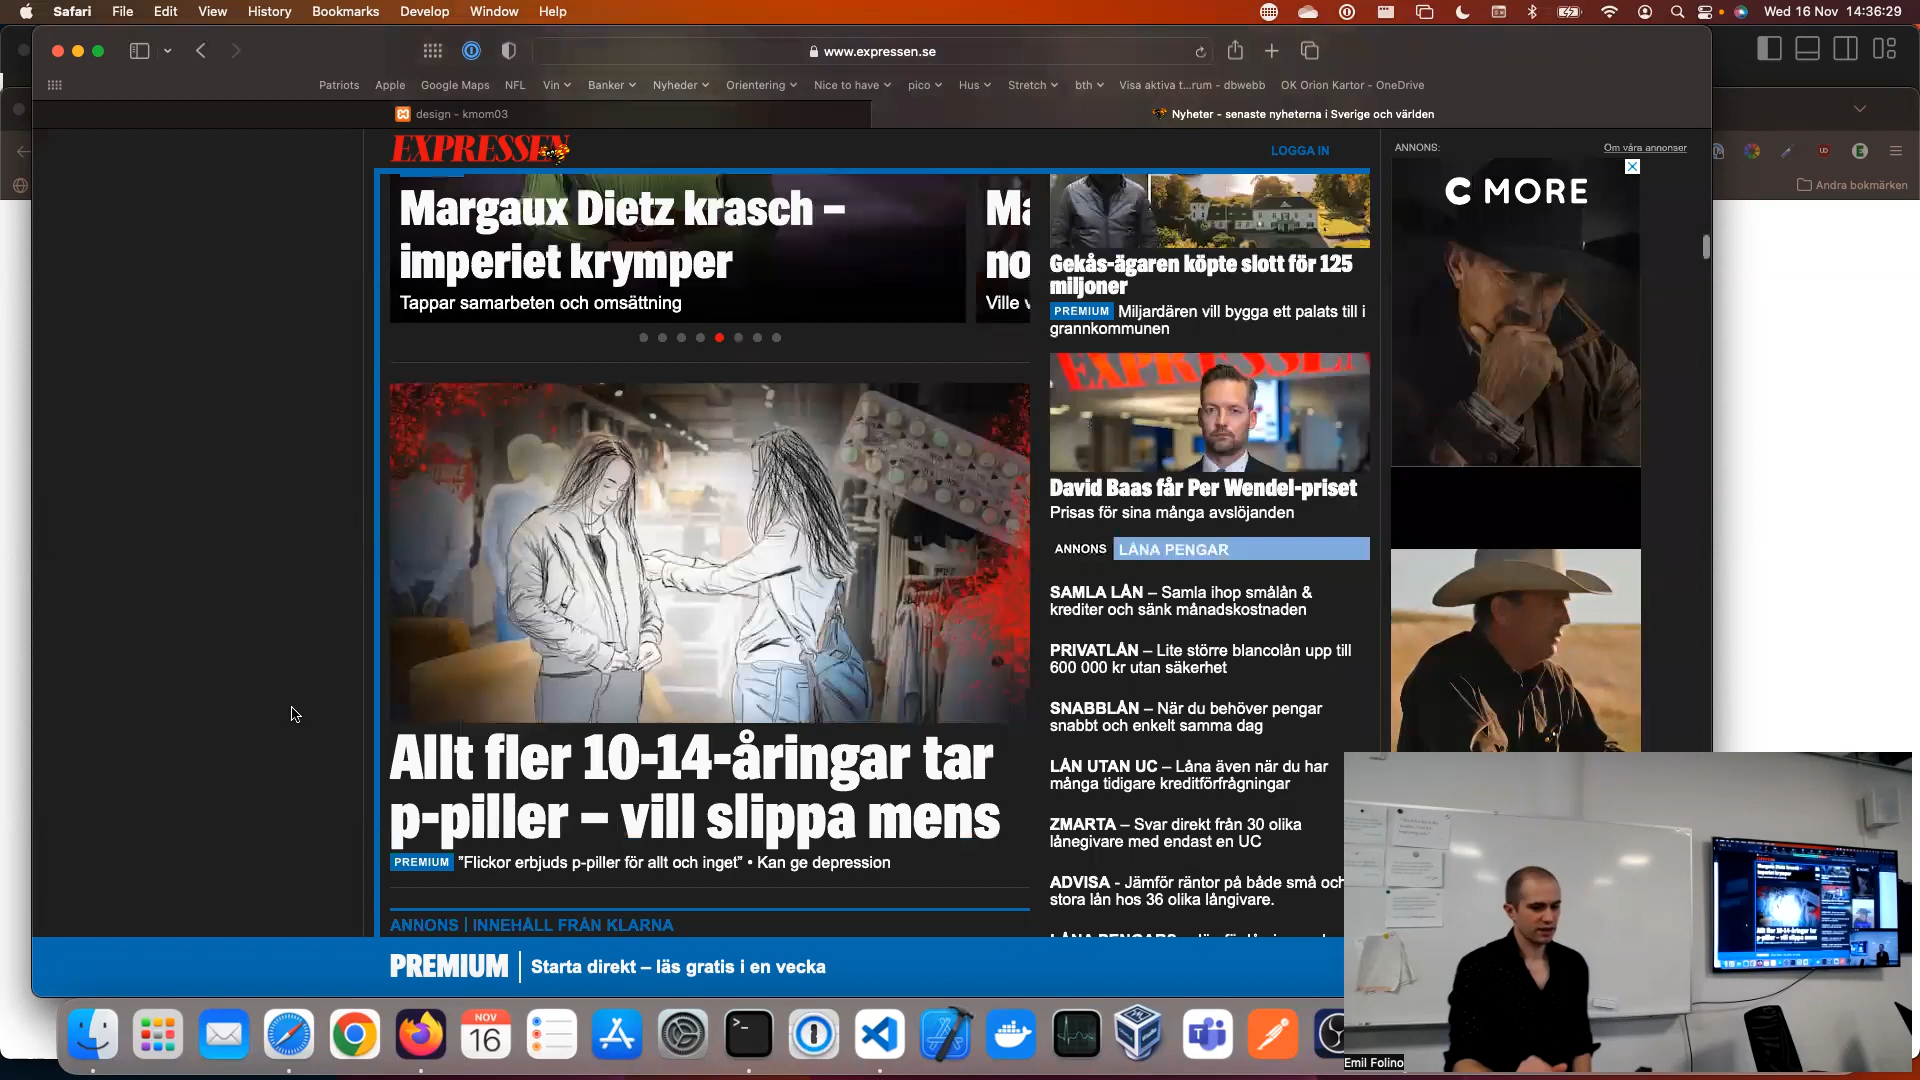 Safari File Edit View History Bookmarks Develop Window Help
Wed 16 Nov 14:36:29
www.expressen.se
Patriots Apple Google Maps NFL Vin Banker Nyheder Orientering Nice to have pico Hus Stretch bth Visa aktiva t...rum - dbwebb OK Orion Kartor - OneDrive
design - kmom03
Nyheter - senaste nyheterna i Sverige och världen
Andra bokmärken
EXPRESSEN
LOGGA IN
Margaux Dietz krasch –
imperiet krymper
Tappar samarbeten och omsättning
Ma
no
Ville v
Allt fler 10-14-åringar tar
p-piller – vill slippa mens
PREMIUM "Flickor erbjuds p-piller för allt och inget" • Kan ge depression
ANNONS | INNEHÅLL FRÅN KLARNA
Gekås-ägaren köpte slott för 125
miljoner
PREMIUM Miljardären vill bygga ett palats till i
grannkommunen
EXPRESSEN
David Baas får Per Wendel-priset
Prisas för sina många avslöjanden
ANNONS LÅNA PENGAR
SAMLA LÅN – Samla ihop smålån &
krediter och sänk månadskostnaden
PRIVATLÅN – Lite större blancolån upp till
600 000 kr utan säkerhet
SNABBLÅN – När du behöver pengar
snabbt och enkelt samma dag
LÅN UTAN UC – Låna även när du har
många tidigare kreditförfrågningar
ZMARTA – Svar direkt från 30 olika
lånegivare med endast en UC
ADVISA - Jämför räntor på både små och
stora lån hos 36 olika långivare.
ANNONS:
Om våra annonser
C MORE
PREMIUM Starta direkt – läs gratis i en vecka
NOV
16
Emil Folino